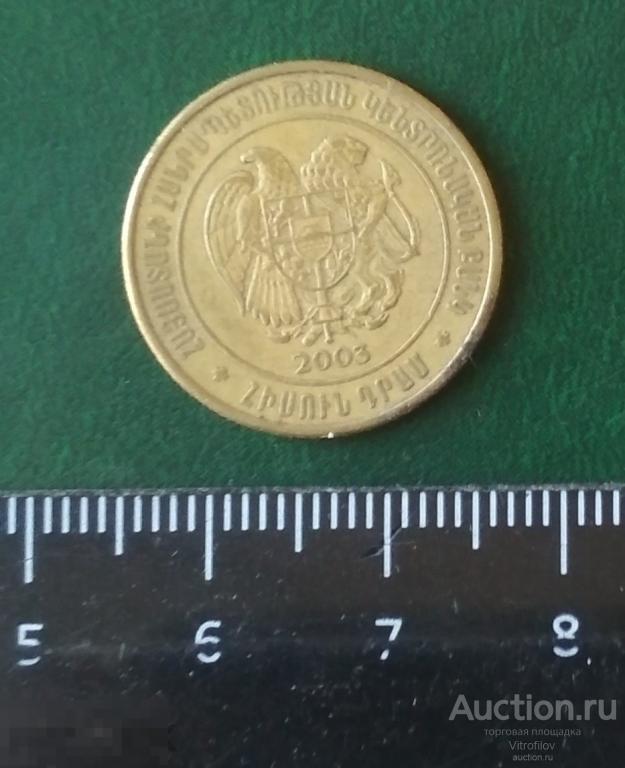 ՀԱՅԱՍՏԱՆԻ ՀԱՆՐԱՊԵՏՈՒԹՅԱՆ ԿԵՆՏՐՈՆԱԿԱՆ ԲԱՆԿ
2003
* ՀԻՍՈՒՆ ԴՐԱՄ *
5 6 7 8
Auction.ru
торговая площадка
Vitrofilov
auction.ru